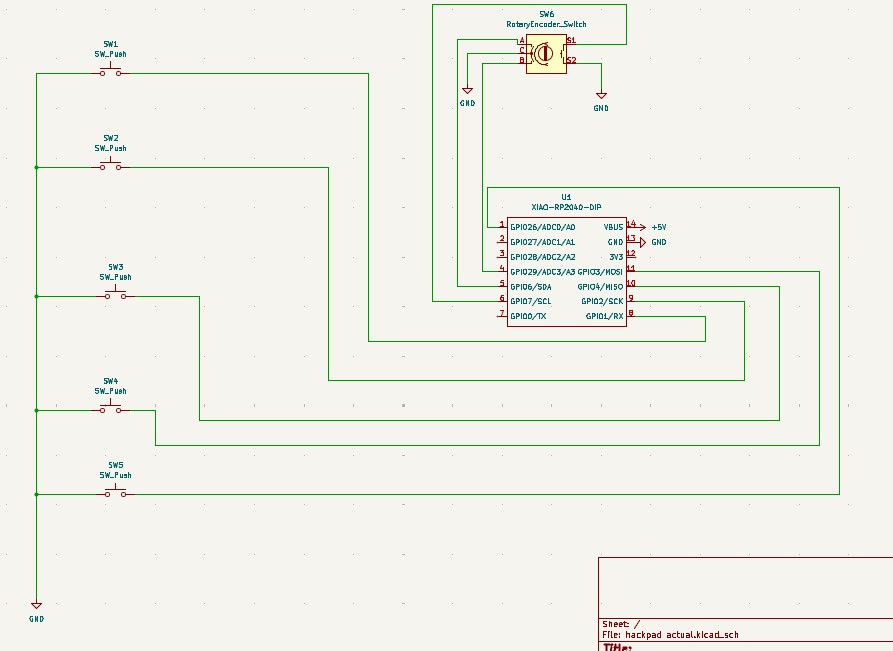 SW6
RotaryEncoder_Switch
A
C
B
S1
S2
GND
GND
SW1
SW_Push
SW2
SW_Push
SW3
SW_Push
SW4
SW_Push
SW5
SW_Push
GND
U1
XIAO-RP2040-DIP
1 GPIO26/ADC0/A0 VBUS 14 +5V
2 GPIO27/ADC1/A1 GND 13 GND
3 GPIO28/ADC2/A2 3V3 12
4 GPIO29/ADC3/A3 GPIO3/MOSI 11
5 GPIO6/SDA GPIO4/MISO 10
6 GPIO7/SCL GPIO2/SCK 9
7 GPIO0/TX GPIO1/RX 8
Sheet: /
File: hackpad actual.kicad_sch
Title: